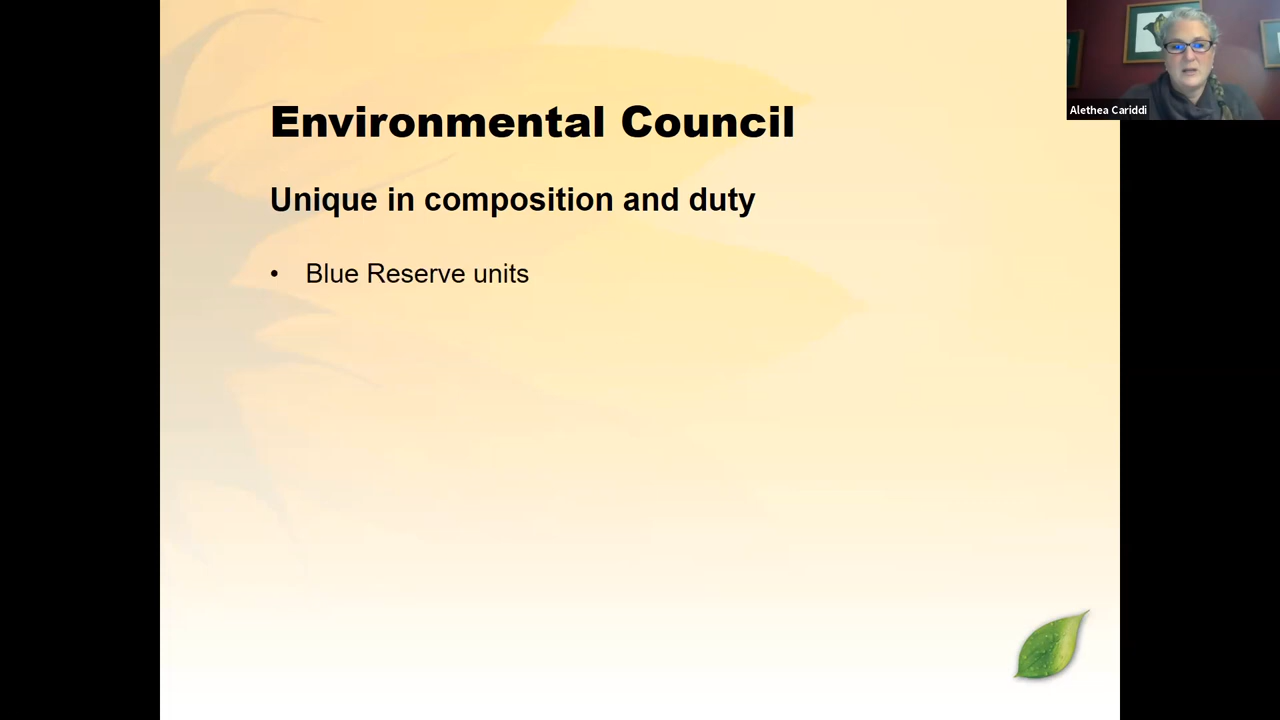 Environmental Council
Unique in composition and duty
• Blue Reserve units
Alethea Cariddi